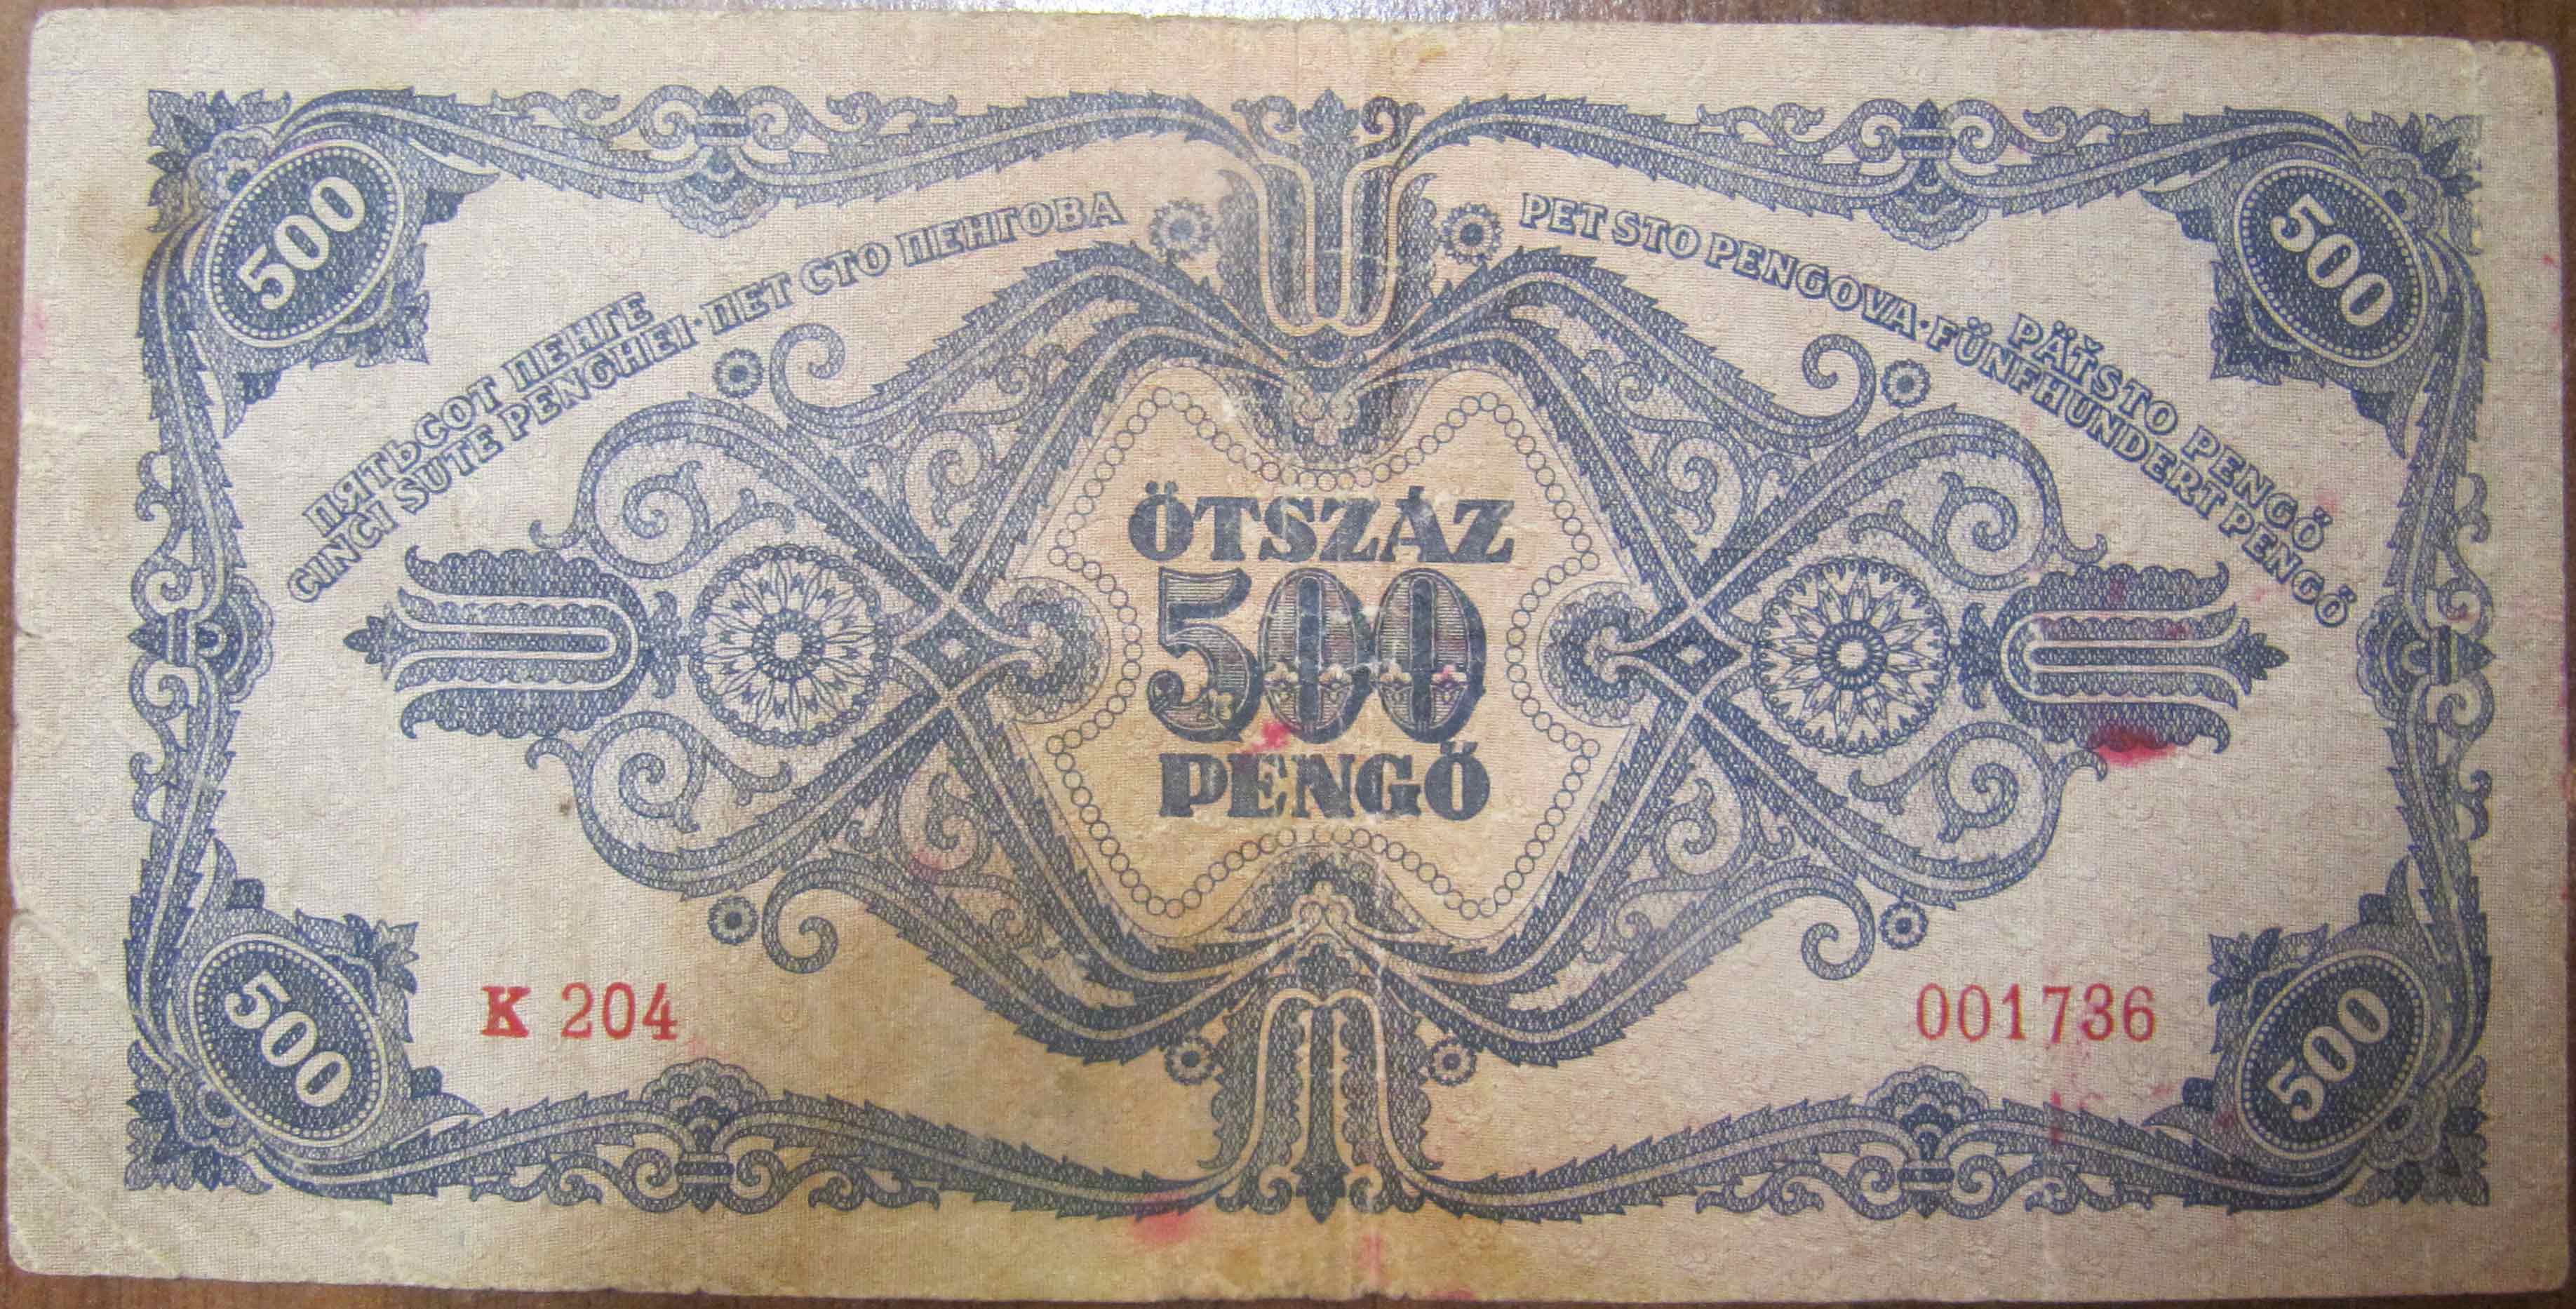 500
500
ПЯТЬСОТ ПЕНГЕ
CINCI SUTE PENGHEI · ПЕТ СТО ПЕНГОВА
PET STO PENGOVA · FÜNFHUNDERT PENGŐ
PÄŤSTO PENGŐ
ÖTSZÁZ
500
PENGŐ
K 204
001736
500
500